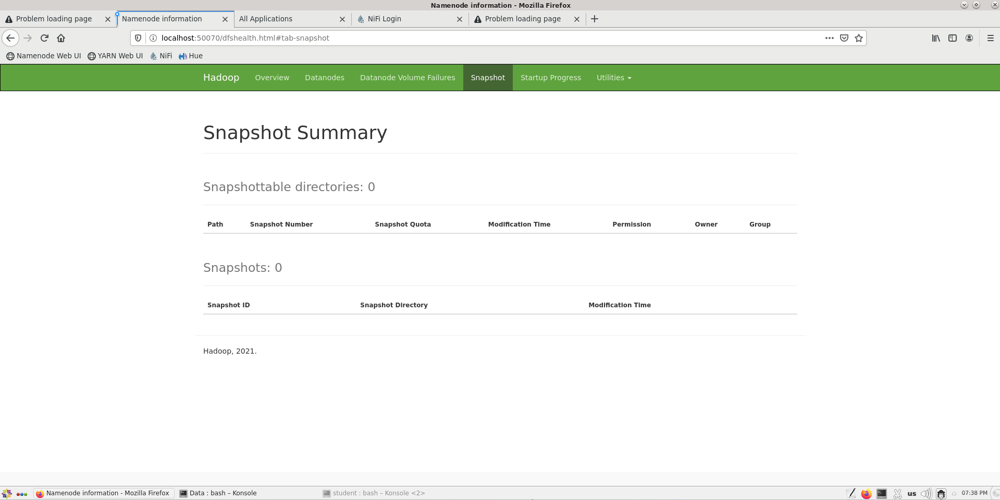 Namenode information - Mozilla Firefox
Problem loading page
Namenode information
All Applications
NiFi Login
Problem loading page
localhost:50070/dfshealth.html#tab-snapshot
Namenode Web UI YARN Web UI NiFi Hue
Hadoop Overview Datanodes Datanode Volume Failures Snapshot Startup Progress Utilities
Snapshot Summary
Snapshottable directories: 0
Path Snapshot Number Snapshot Quota Modification Time Permission Owner Group
Snapshots: 0
Snapshot ID Snapshot Directory Modification Time
Hadoop, 2021.
Namenode information - Mozilla Firefox Data : bash – Konsole student : bash – Konsole <2> us 07:38 PM